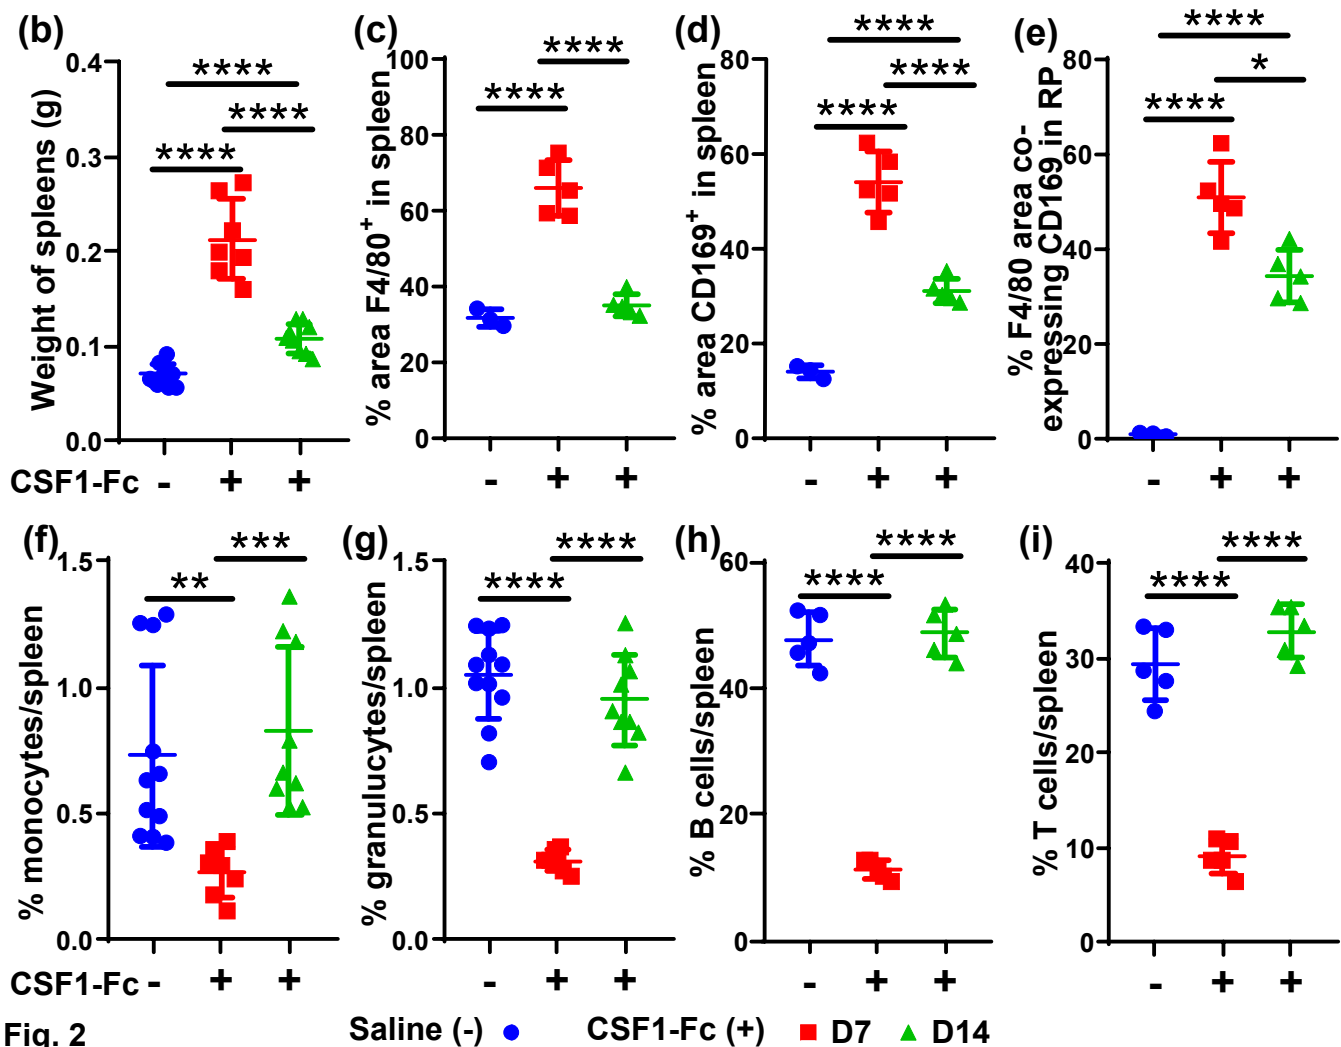 (b) (c) (d) (e)
**** **** **** ****
**** **** **** *
**** **** **** ****
Weight of spleens (g)
0.4
0.3
0.2
0.1
0.0
% area F4/80+ in spleen
100
80
60
40
20
0
% area CD169+ in spleen
80
60
40
20
0
% F4/80 area co-
expressing CD169 in RP
80
60
40
20
0
CSF1-Fc - + + - + + - + + - + +
(f) (g) (h) (i)
*** **** **** ****
** **** **** ****
% monocytes/spleen
1.5
1.0
0.5
0.0
% granulucytes/spleen
1.5
1.0
0.5
0.0
% B cells/spleen
60
40
20
0
% T cells/spleen
40
30
20
10
0
CSF1-Fc - + + - + + - + + - + +
Fig. 2 Saline (-) CSF1-Fc (+) D7 D14